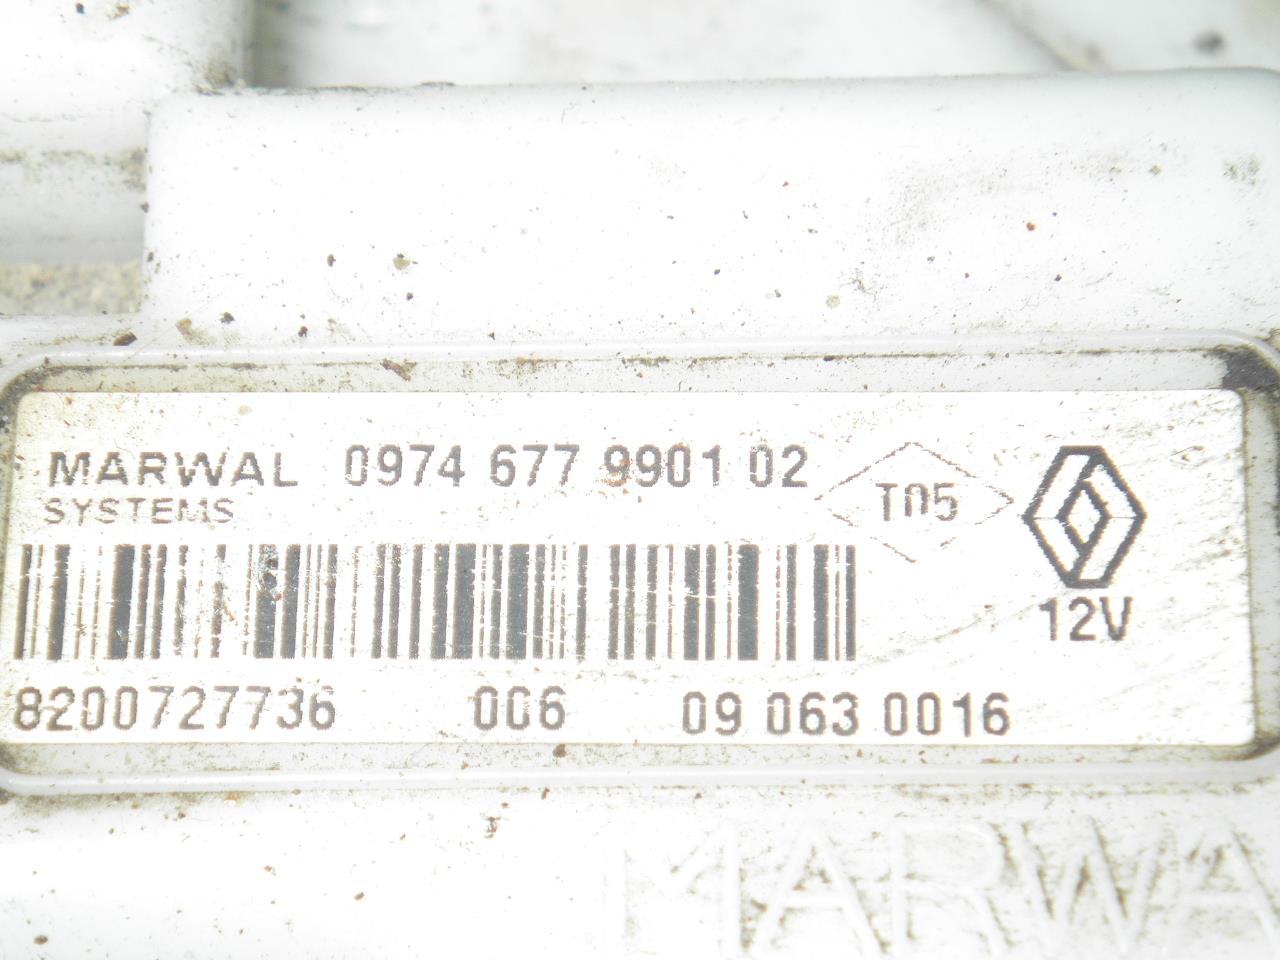 MARWAL 0974 677 9901 02
SYSTEMS
T05
12V
8200727736 006 09 063 0016
MARWA